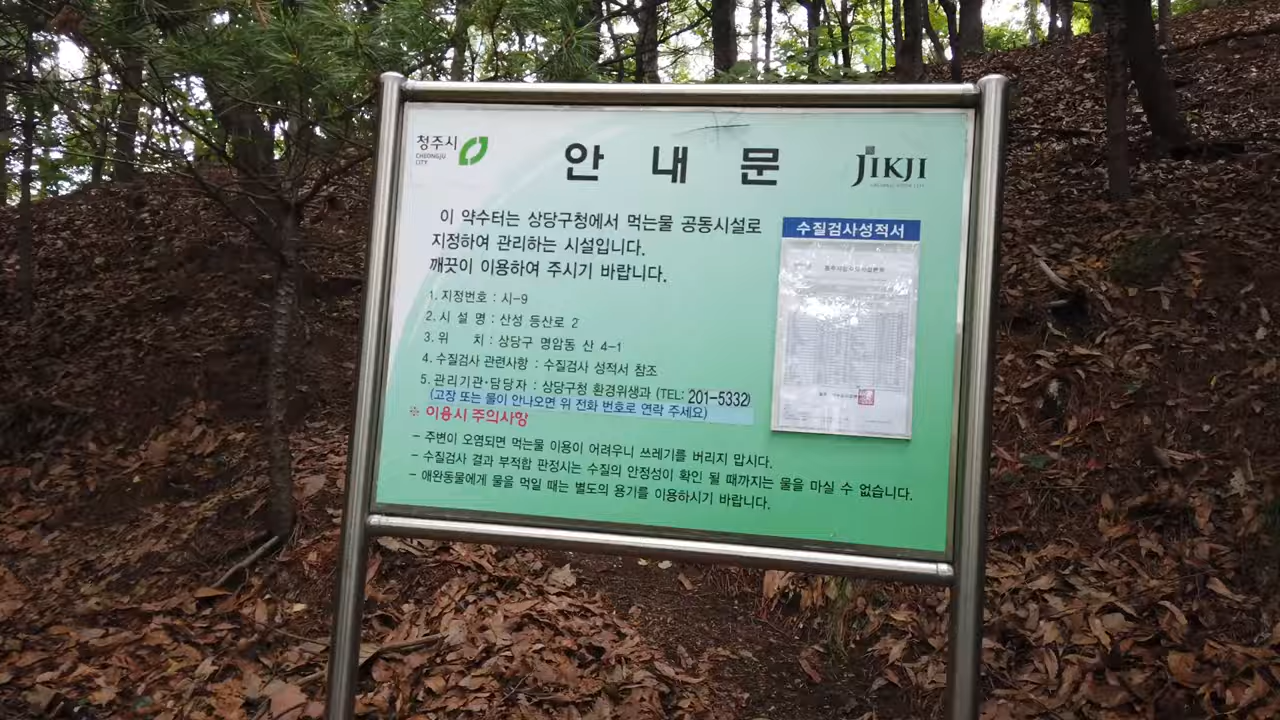 청주시
CHEONGJU
CITY
안 내 문
JIKJI
이 약수터는 상당구청에서 먹는물 공동시설로
지정하여 관리하는 시설입니다.
깨끗이 이용하여 주시기 바랍니다.
수질검사성적서
1. 지정번호 : 시-9
2. 시 설 명 : 산성 등산로 2
3. 위 치 : 상당구 명암동 산 4-1
4. 수질검사 관련사항 : 수질검사 성적서 참조
5. 관리기관·담당자 : 상당구청 환경위생과 (TEL: 201-5332)
(고장 또는 물이 안나오면 위 전화 번호로 연락 주세요)
※ 이용시 주의사항
- 주변이 오염되면 먹는물 이용이 어려우니 쓰레기를 버리지 맙시다.
- 수질검사 결과 부적합 판정시는 수질의 안정성이 확인 될 때까지는 물을 마실 수 없습니다.
- 애완동물에게 물을 먹일 때는 별도의 용기를 이용하시기 바랍니다.